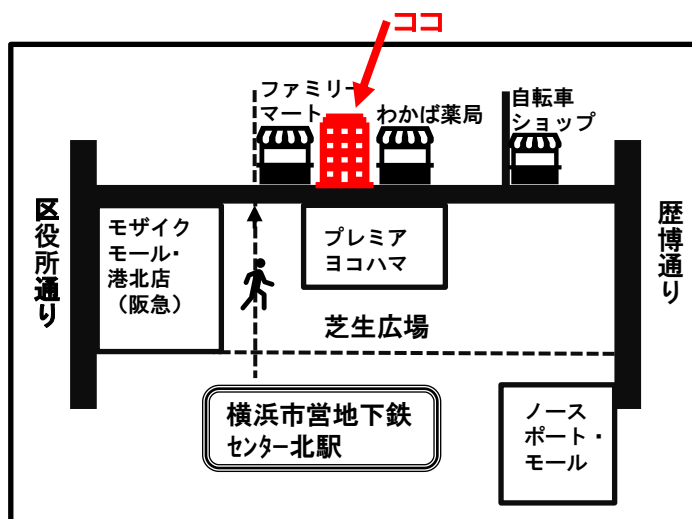 ココ
ファミリー
マート
わかば薬局
自転車
ショップ
区役所通り
モザイク
モール・
港北店
（阪急）
プレミア
ヨコハマ
歴博通り
芝生広場
横浜市営地下鉄
センター北駅
ノース
ポート・
モール